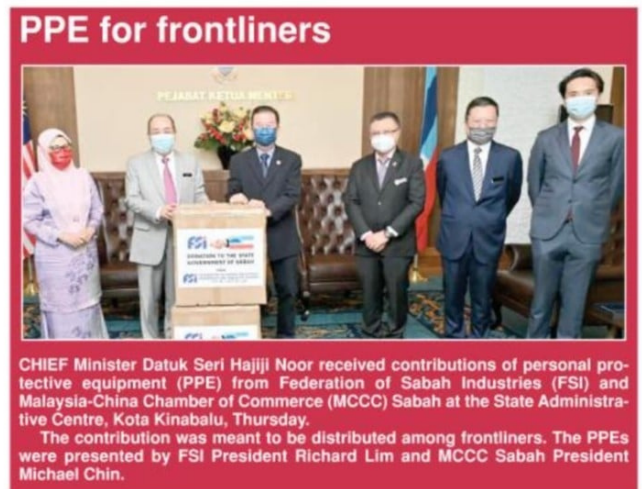 PPE for frontliners
PEJABAT KETUA MENTERI
FSI
DONATION TO THE STATE
GOVERNMENT OF SABAH
FSI
FSI
CHIEF Minister Datuk Seri Hajiji Noor received contributions of personal pro-
tective equipment (PPE) from Federation of Sabah Industries (FSI) and
Malaysia-China Chamber of Commerce (MCCC) Sabah at the State Administra-
tive Centre, Kota Kinabalu, Thursday.
The contribution was meant to be distributed among frontliners. The PPEs
were presented by FSI President Richard Lim and MCCC Sabah President
Michael Chin.